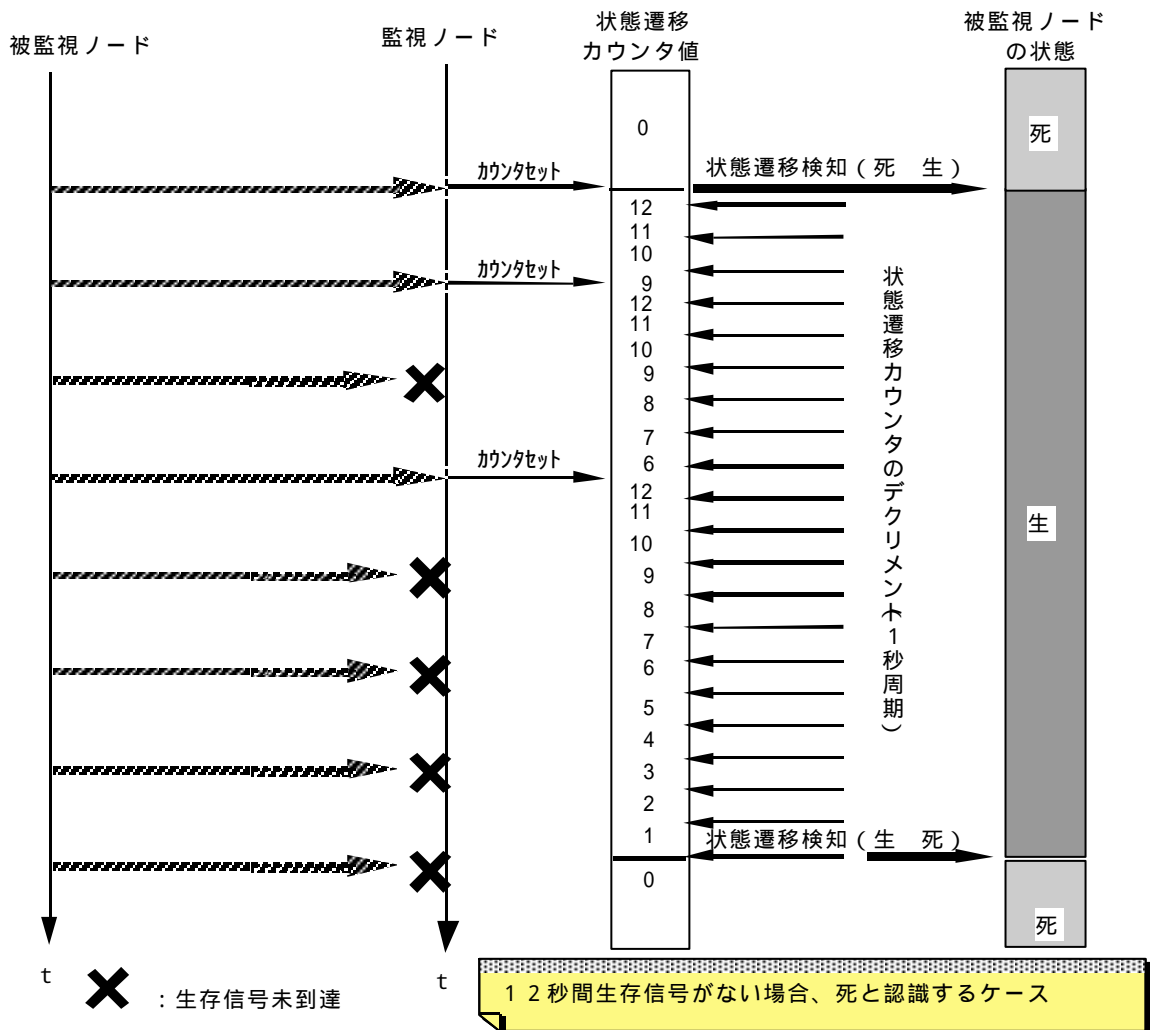 被監視ノード
監視ノード
状態遷移
カウンタ値
被監視ノード
の状態
0
死
カウンタセット
状態遷移検知(死 生)
12
11
10
カウンタセット
9
12
11
10
9
8
7
カウンタセット
6
12
11
10
9
8
7
6
5
4
3
2
1
状態遷移カウンタのデクリメント(1秒周期)
生
状態遷移検知(生 死)
0
死
t
t
:生存信号未到達
12秒間生存信号がない場合、死と認識するケース